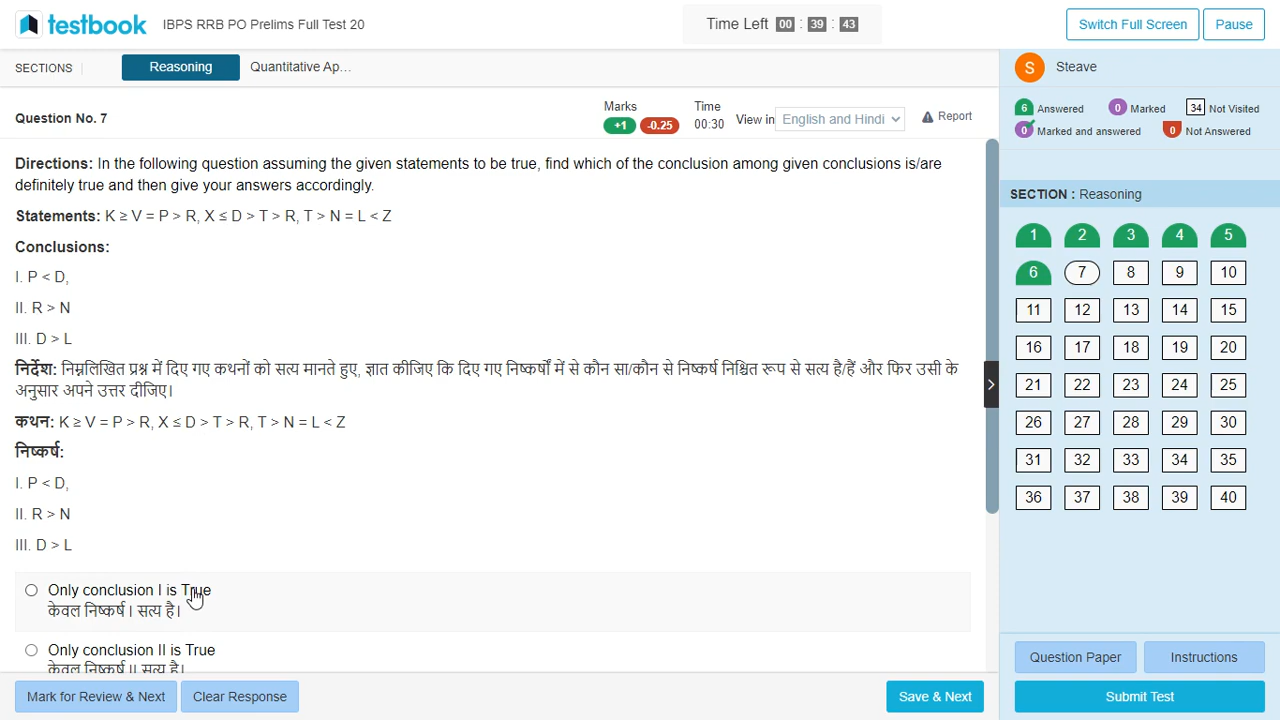 testbook IBPS RRB PO Prelims Full Test 20 Time Left 00 : 39 : 43 Switch Full Screen Pause
SECTIONS Reasoning Quantitative Ap... S Steave
6 Answered 0 Marked 34 Not Visited
0 Marked and answered 0 Not Answered
Question No. 7 Marks +1 -0.25 Time 00:30 View in English and Hindi Report
Directions: In the following question assuming the given statements to be true, find which of the conclusion among given conclusions is/are
definitely true and then give your answers accordingly.
Statements: K ≥ V = P > R, X ≤ D > T > R, T > N = L < Z
Conclusions:
I. P < D,
II. R > N
III. D > L
निर्देश: निम्नलिखित प्रश्न में दिए गए कथनों को सत्य मानते हुए, ज्ञात कीजिए कि दिए गए निष्कर्षों में से कौन सा/कौन से निष्कर्ष निश्चित रूप से सत्य है/हैं और फिर उसी के
अनुसार अपने उत्तर दीजिए।
कथन: K ≥ V = P > R, X ≤ D > T > R, T > N = L < Z
निष्कर्ष:
I. P < D,
II. R > N
III. D > L
Only conclusion I is True
केवल निष्कर्ष I सत्य है।
Only conclusion II is True
केवल निष्कर्ष II सत्य है।
SECTION : Reasoning
1 2 3 4 5
6 7 8 9 10
11 12 13 14 15
16 17 18 19 20
21 22 23 24 25
26 27 28 29 30
31 32 33 34 35
36 37 38 39 40
Question Paper Instructions
Mark for Review & Next Clear Response Save & Next Submit Test